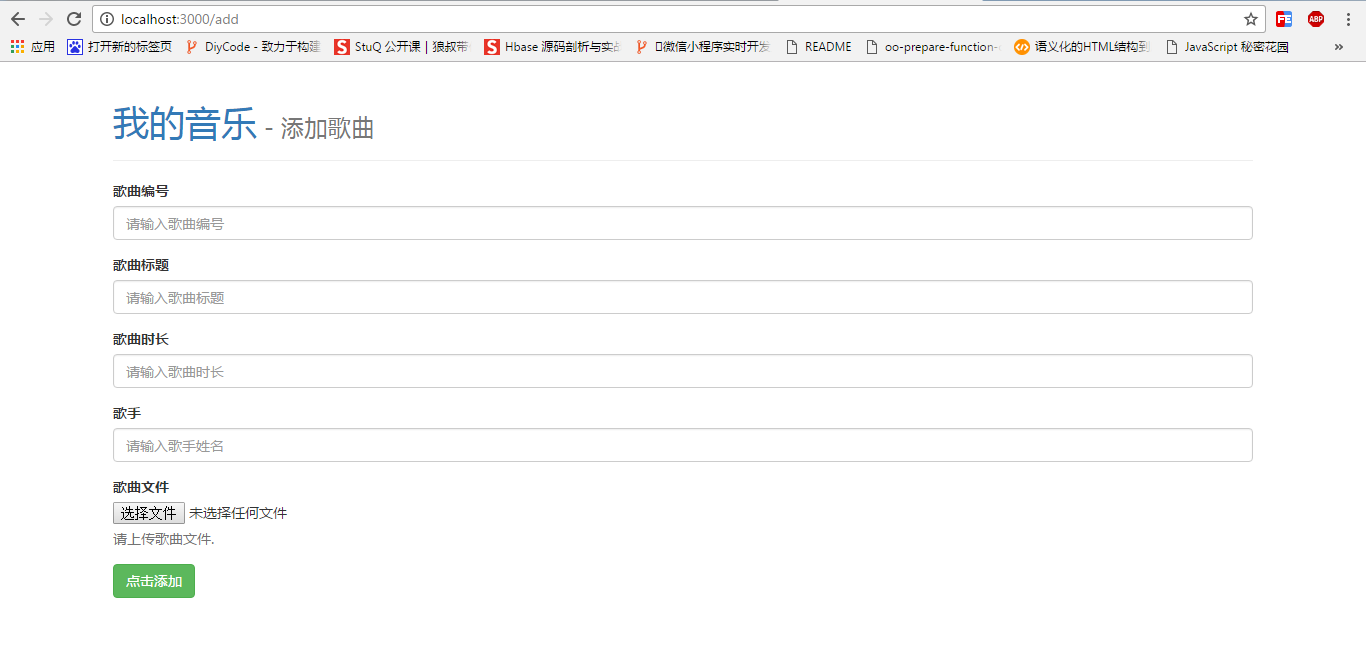 localhost:3000/add
应用 打开新的标签页 DiyCode - 致力于构建 StuQ 公开课 | 狼叔带 Hbase 源码剖析与实战 微信小程序实时开发 README oo-prepare-function- 语义化的HTML结构到 JavaScript 秘密花园 »
我的音乐 - 添加歌曲
歌曲编号
请输入歌曲编号
歌曲标题
请输入歌曲标题
歌曲时长
请输入歌曲时长
歌手
请输入歌手姓名
歌曲文件
选择文件 未选择任何文件
请上传歌曲文件.
点击添加